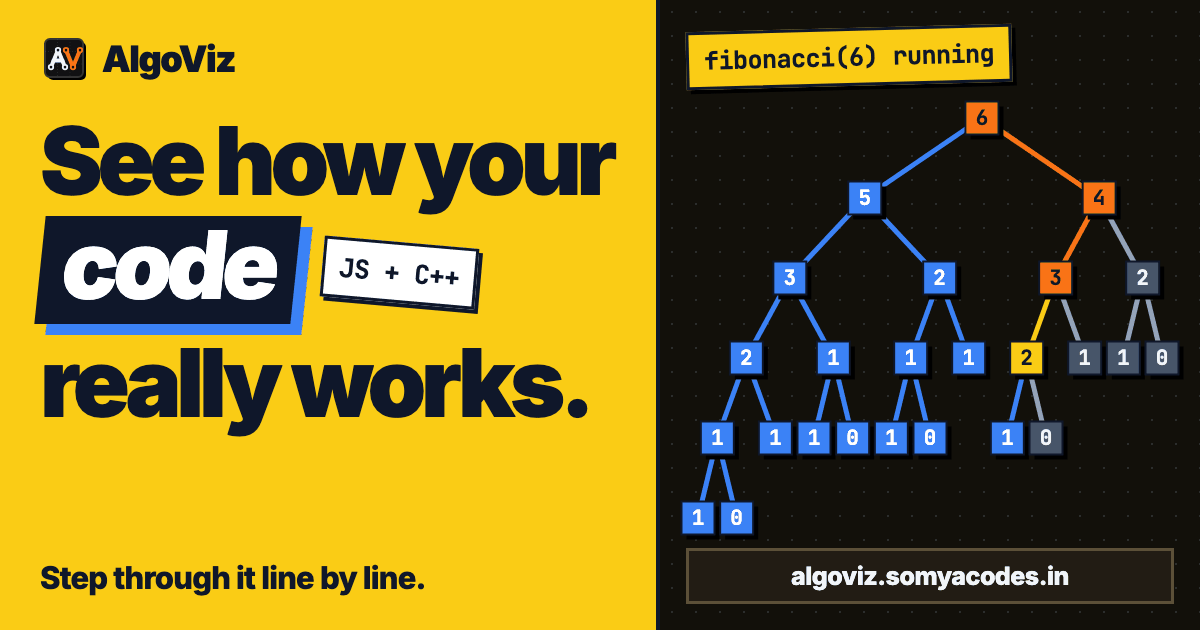 AV AlgoViz
See how your
code JS + C++
really works.
Step through it line by line.
fibonacci(6) running
6
5 4
3 2 3 2
2 1 1 1 2 1 1 0
1 1 1 0 1 0 1 0
1 0
algoviz.somyacodes.in